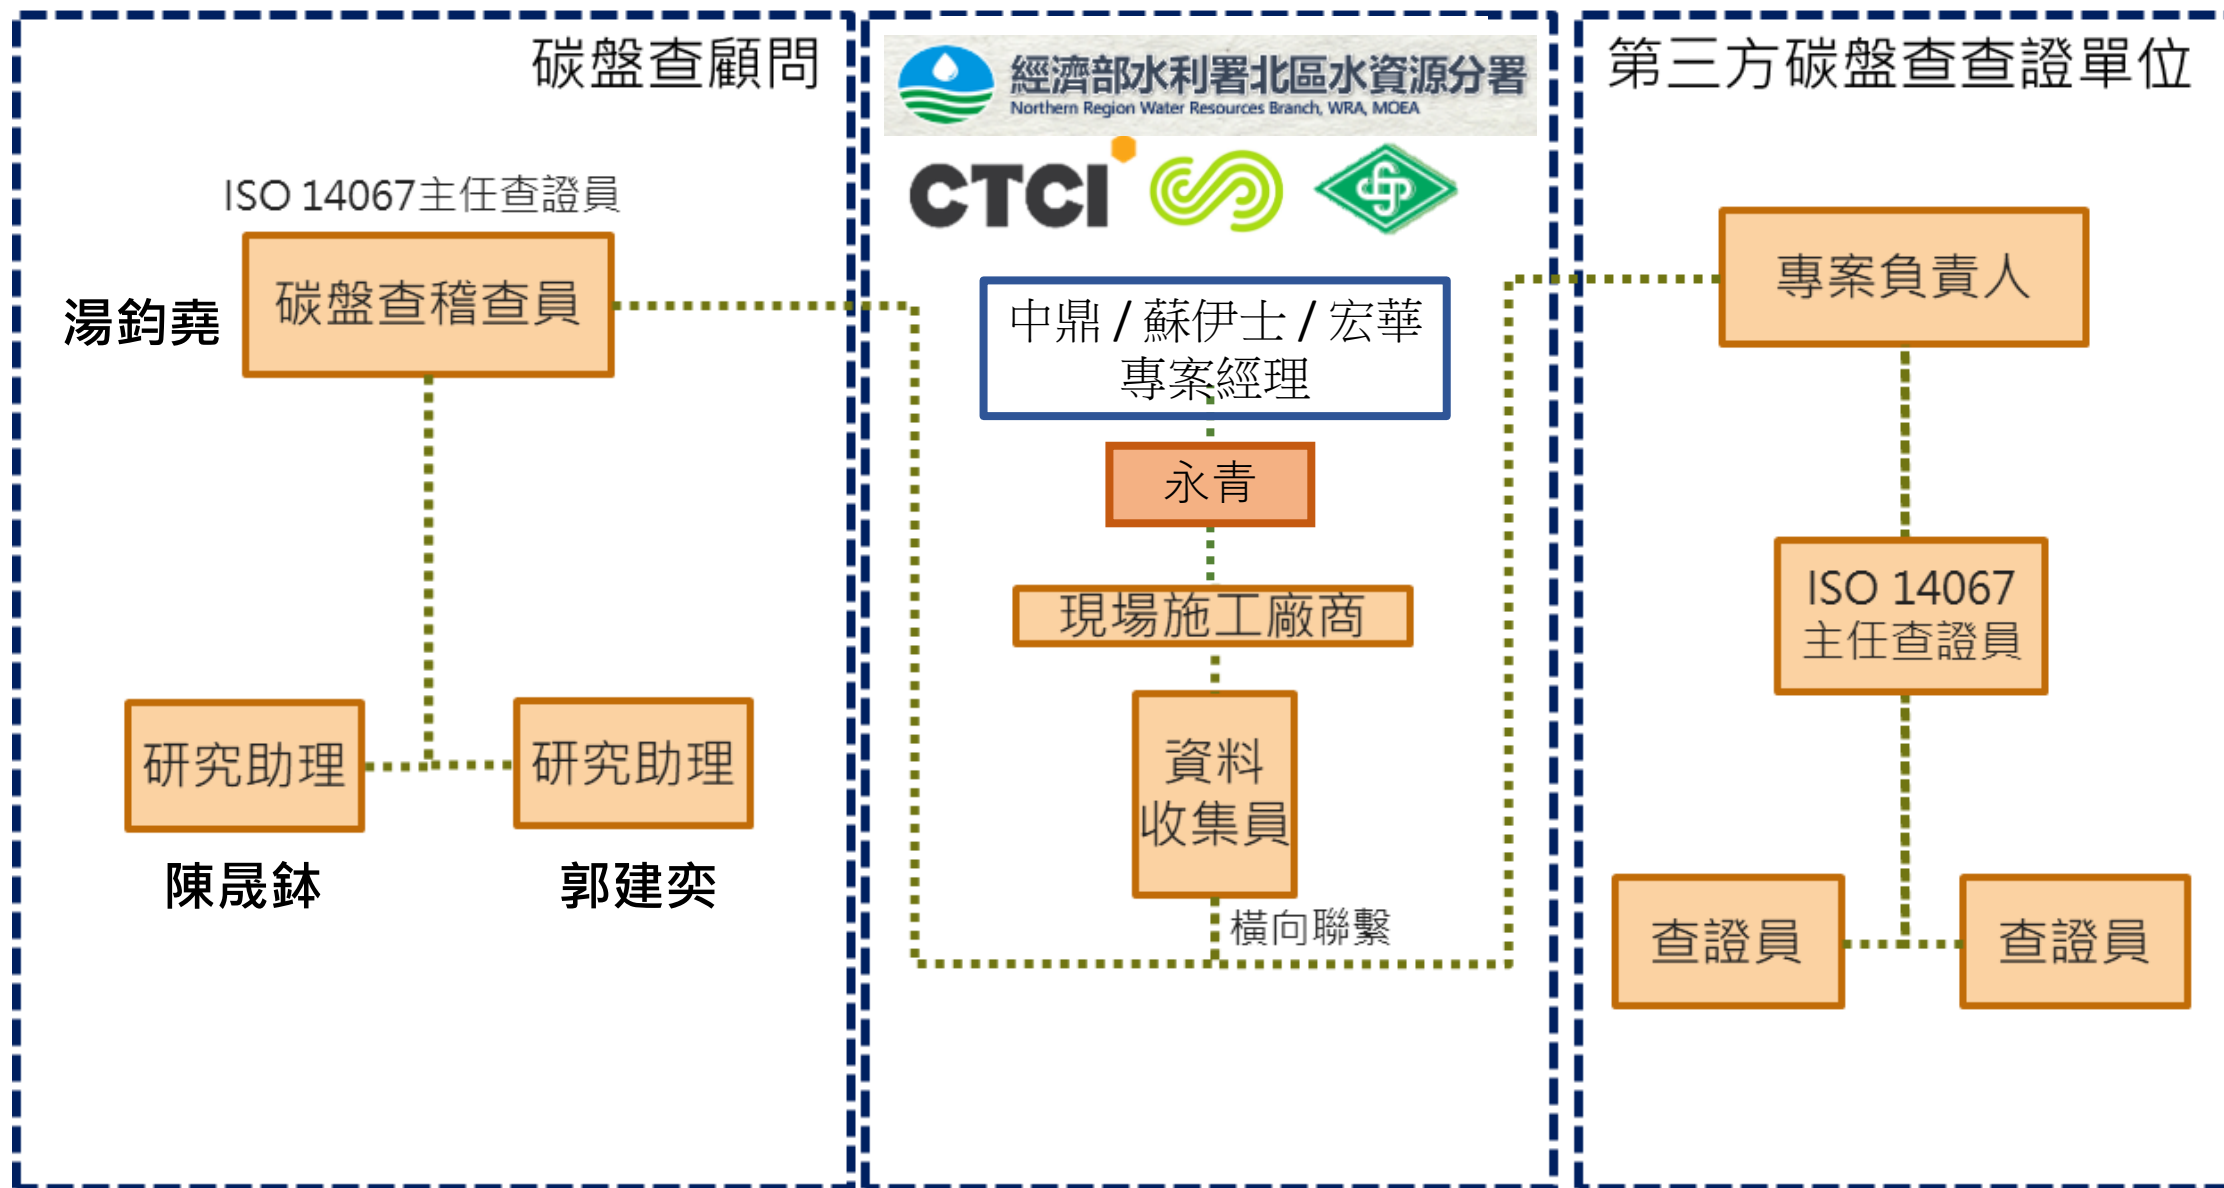 碳盤查顧問
ISO 14067主任查證員
碳盤查稽查員
湯鈞堯
研究助理
研究助理
陳晟鉢
郭建奕
經濟部水利署北區水資源分署
Northern Region Water Resources Branch, WRA, MOEA
CTCI
中鼎 / 蘇伊士 / 宏華
專案經理
永青
現場施工廠商
資料
收集員
橫向聯繫
第三方碳盤查查證單位
專案負責人
ISO 14067
主任查證員
查證員
查證員